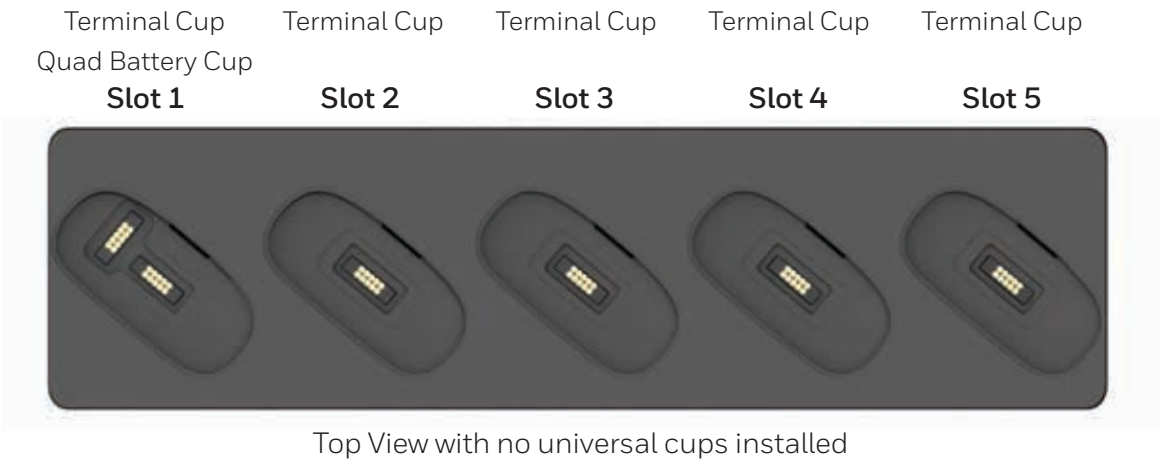 Terminal Cup Terminal Cup Terminal Cup Terminal Cup Terminal Cup
Quad Battery Cup
Slot 1 Slot 2 Slot 3 Slot 4 Slot 5
Top View with no universal cups installed